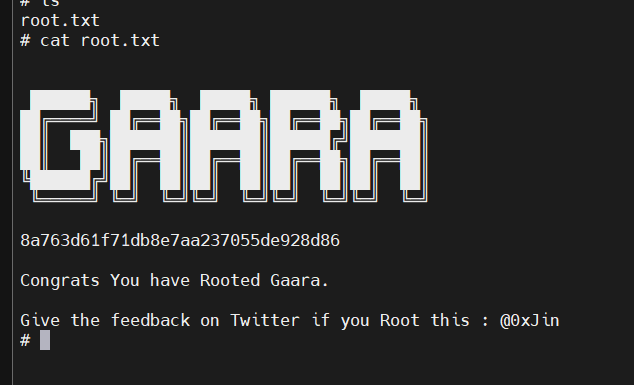 # ls
root.txt
# cat root.txt
GAARA
8a763d61f71db8e7aa237055de928d86
Congrats You have Rooted Gaara.
Give the feedback on Twitter if you Root this : @0xJin
#